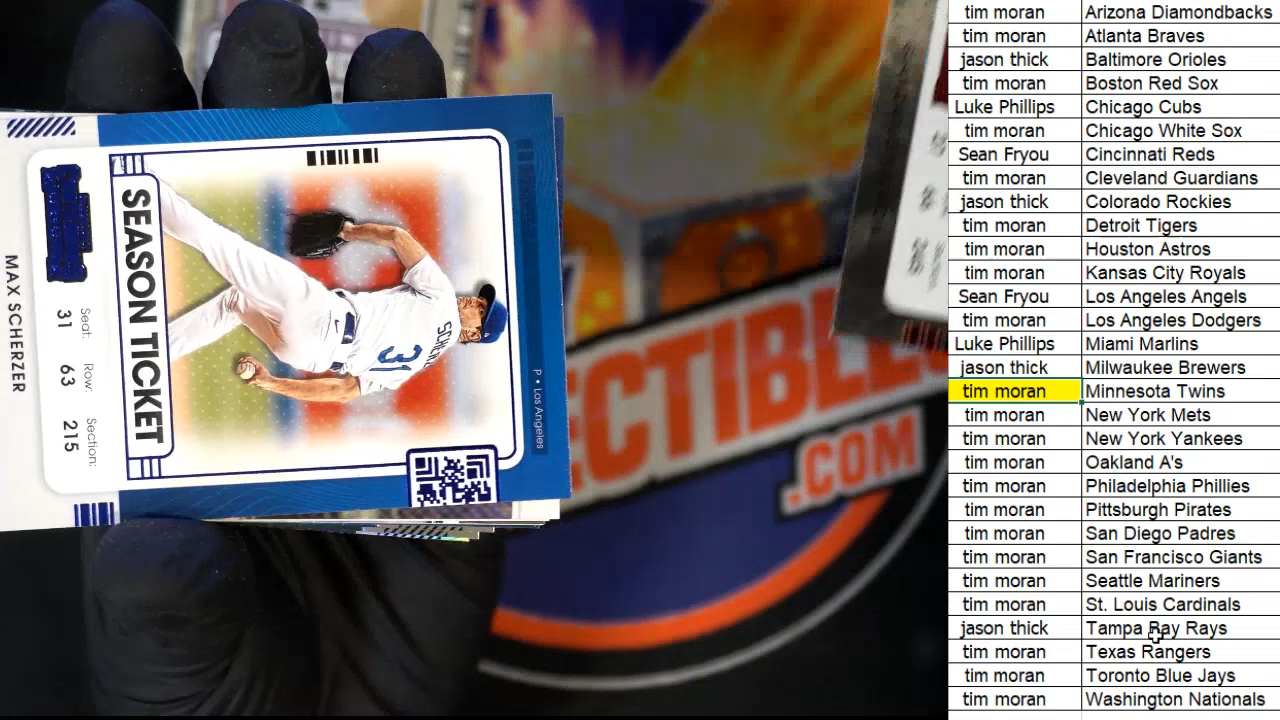 SEASON TICKET
MAX SCHERZER
Seat: Row: Section:
31 63 215
P • Los Angeles
31
ECTIBLES
.COM
tim moran Arizona Diamondbacks
tim moran Atlanta Braves
jason thick Baltimore Orioles
tim moran Boston Red Sox
Luke Phillips Chicago Cubs
tim moran Chicago White Sox
Sean Fryou Cincinnati Reds
tim moran Cleveland Guardians
jason thick Colorado Rockies
tim moran Detroit Tigers
tim moran Houston Astros
tim moran Kansas City Royals
Sean Fryou Los Angeles Angels
tim moran Los Angeles Dodgers
Luke Phillips Miami Marlins
jason thick Milwaukee Brewers
tim moran Minnesota Twins
tim moran New York Mets
tim moran New York Yankees
tim moran Oakland A's
tim moran Philadelphia Phillies
tim moran Pittsburgh Pirates
tim moran San Diego Padres
tim moran San Francisco Giants
tim moran Seattle Mariners
tim moran St. Louis Cardinals
jason thick Tampa Bay Rays
tim moran Texas Rangers
tim moran Toronto Blue Jays
tim moran Washington Nationals